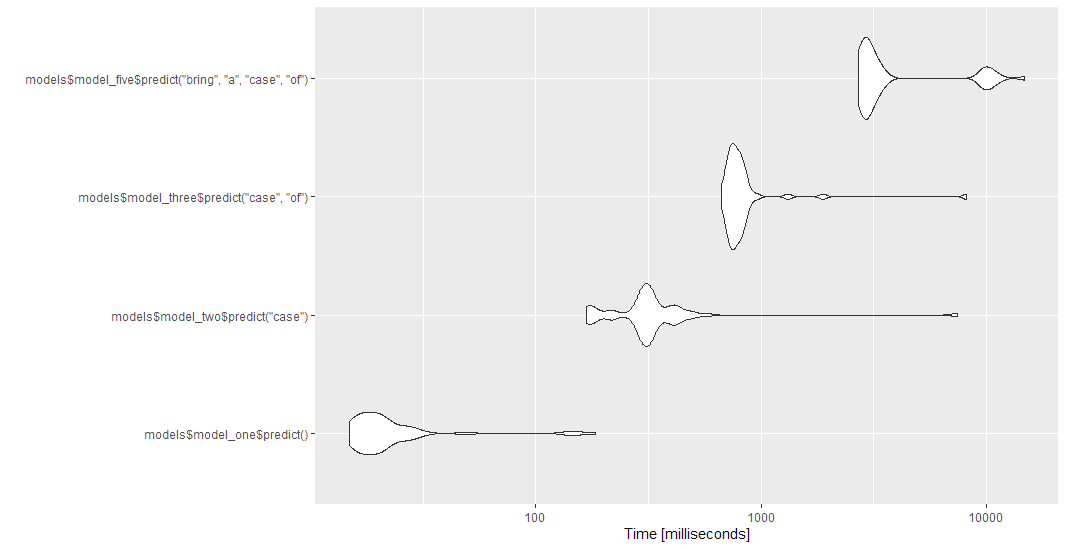 models$model_five$predict("bring", "a", "case", "of")
models$model_three$predict("case", "of")
models$model_two$predict("case")
models$model_one$predict()
100 1000 10000
Time [milliseconds]